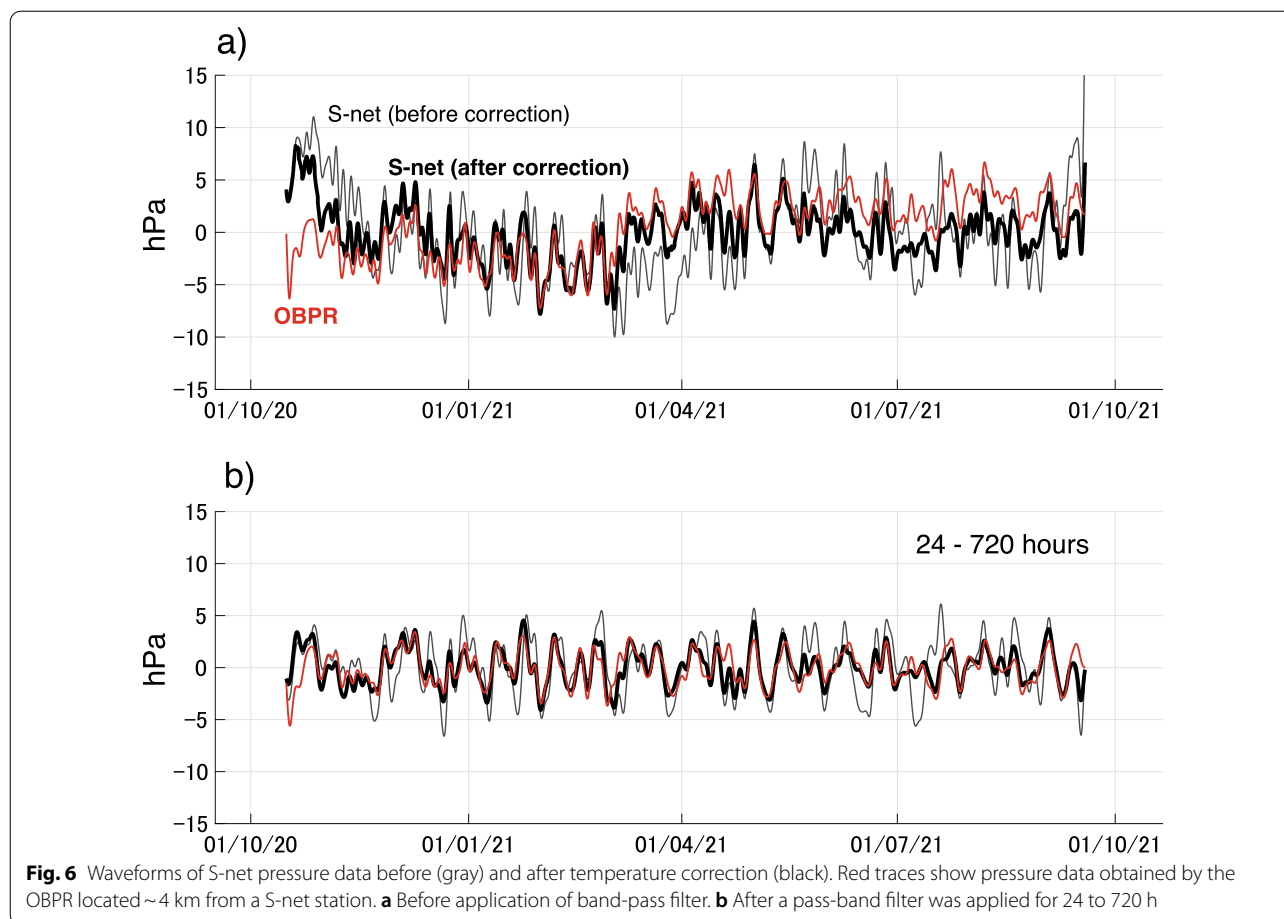 a)
15
S-net (before correction)
10
S-net (after correction)
5
hPa
0
−5
OBPR
−10
−15
01/10/20 01/01/21 01/04/21 01/07/21 01/10/21
b)
15
24 - 720 hours
10
5
hPa
0
−5
−10
−15
01/10/20 01/01/21 01/04/21 01/07/21 01/10/21
Fig. 6 Waveforms of S-net pressure data before (gray) and after temperature correction (black). Red traces show pressure data obtained by the
OBPR located ~ 4 km from a S-net station. a Before application of band-pass filter. b After a pass-band filter was applied for 24 to 720 h